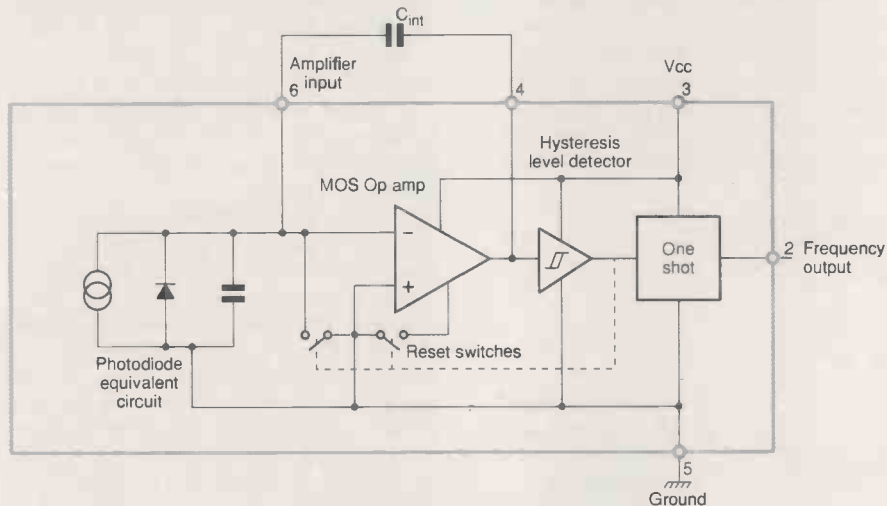 C int
Amplifier
input
6
4
Vcc
3
Hysteresis
level detector
MOS Op amp
−
+
One
shot
2 Frequency
output
Reset switches
Photodiode
equivalent
circuit
5
Ground